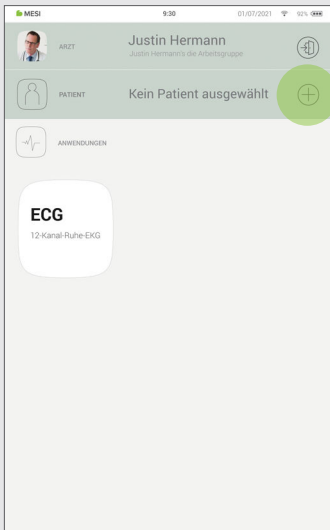 MESI 9:30 01/07/2021 92%
ARZT Justin Hermann
Justin Hermann's die Arbeitsgruppe
PATIENT Kein Patient ausgewählt
ANWENDUNGEN
ECG
12-Kanal-Ruhe-EKG